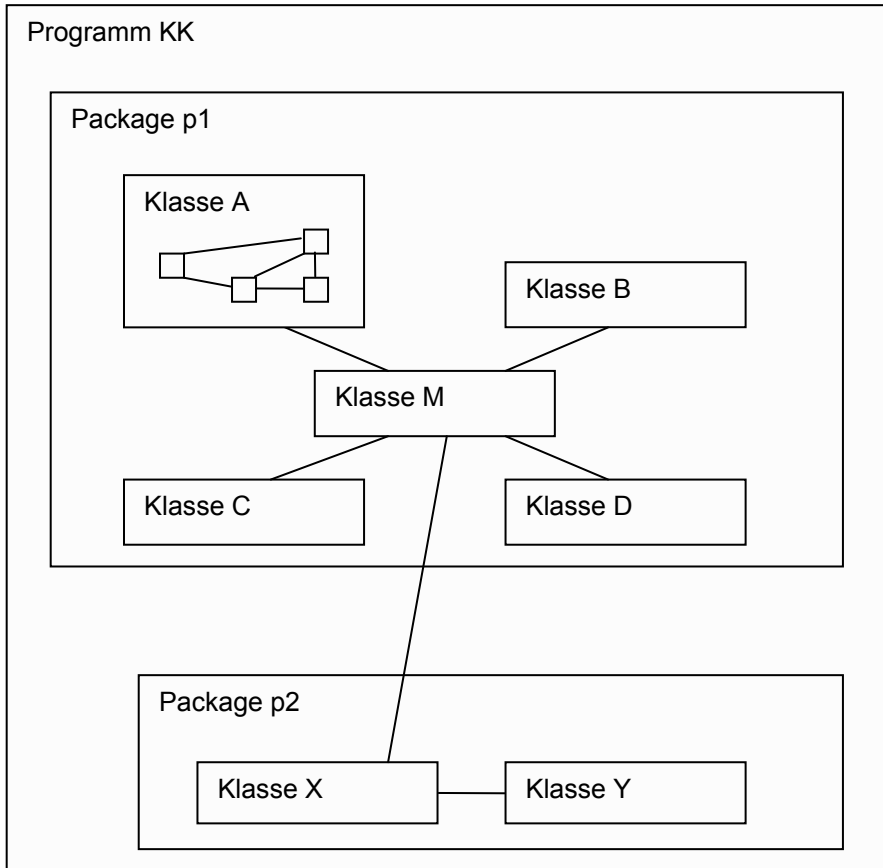 Programm KK
Package p1
Klasse A
Klasse B
Klasse M
Klasse C
Klasse D
Package p2
Klasse X
Klasse Y